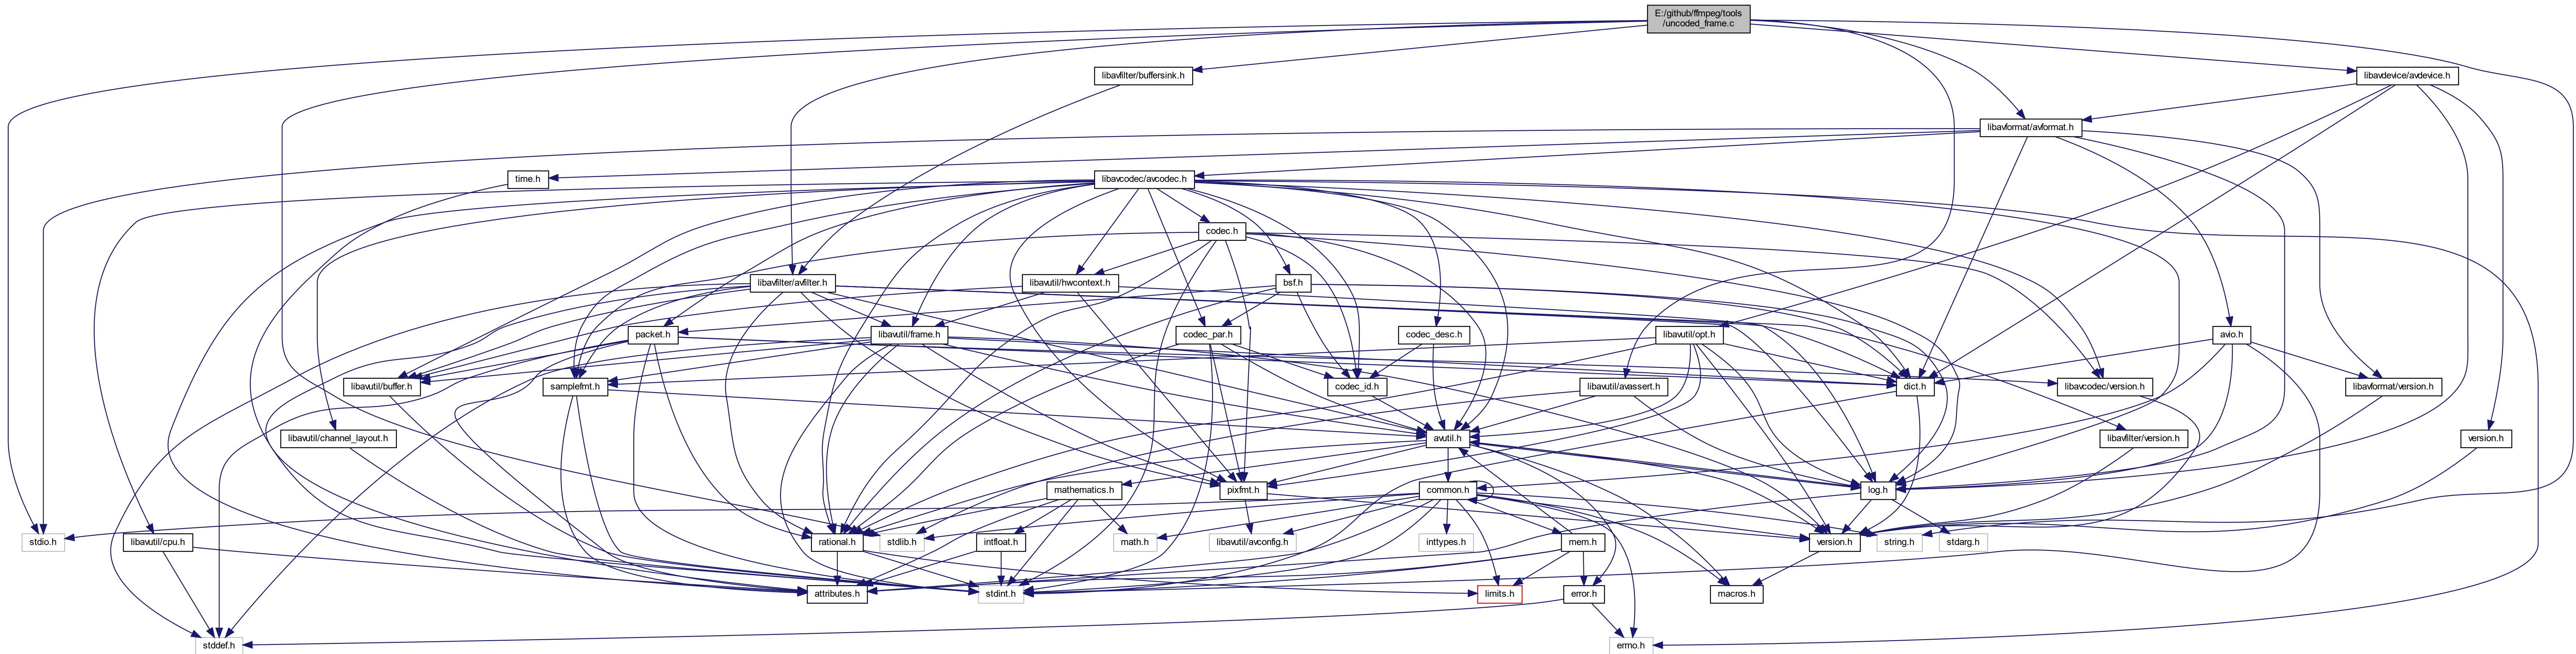 E:/github/ffmpeg/tools
/uncoded_frame.c
libavfilter/buffersink.h
libavdevice/avdevice.h
libavformat/avformat.h
time.h
libavcodec/avcodec.h
codec.h
libavfilter/avfilter.h
libavutil/hwcontext.h
bsf.h
packet.h
libavutil/frame.h
codec_par.h
codec_desc.h
libavutil/opt.h
avio.h
libavutil/buffer.h
samplefmt.h
codec_id.h
libavutil/avassert.h
dict.h
libavcodec/version.h
libavformat/version.h
libavutil/channel_layout.h
avutil.h
libavfilter/version.h
version.h
mathematics.h
pixfmt.h
common.h
log.h
stdio.h
libavutil/cpu.h
rational.h
stdlib.h
intfloat.h
math.h
libavutil/avconfig.h
inttypes.h
mem.h
version.h
string.h
stdarg.h
attributes.h
stdint.h
limits.h
error.h
macros.h
stddef.h
errno.h